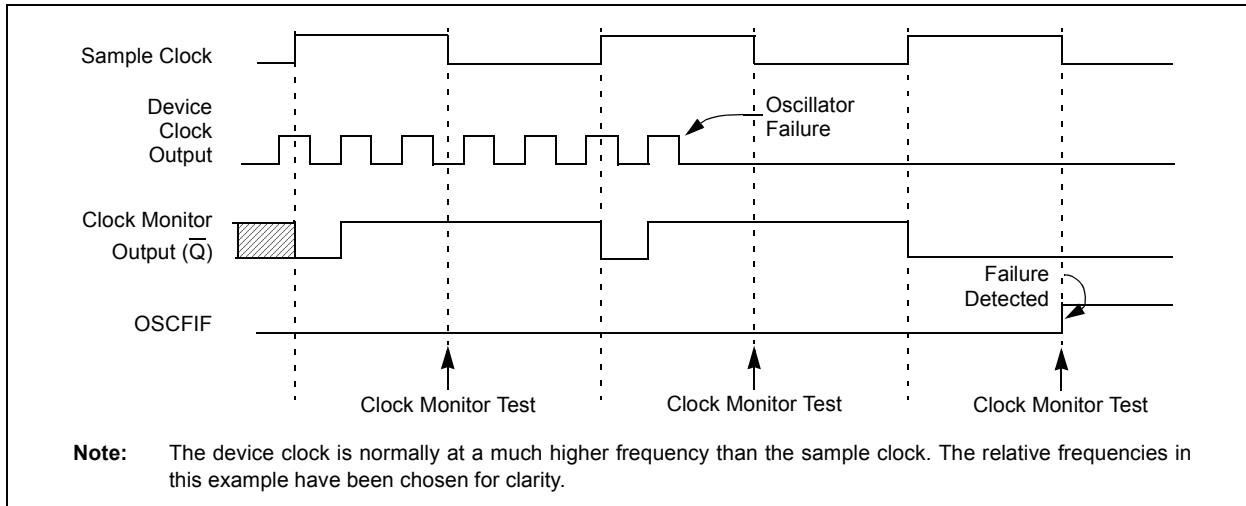 Sample Clock
Device
Clock
Output
Oscillator
Failure
Clock Monitor
Output (Q̅)
Failure
Detected
OSCFIF
Clock Monitor Test
Clock Monitor Test
Clock Monitor Test
Note: The device clock is normally at a much higher frequency than the sample clock. The relative frequencies in
this example have been chosen for clarity.